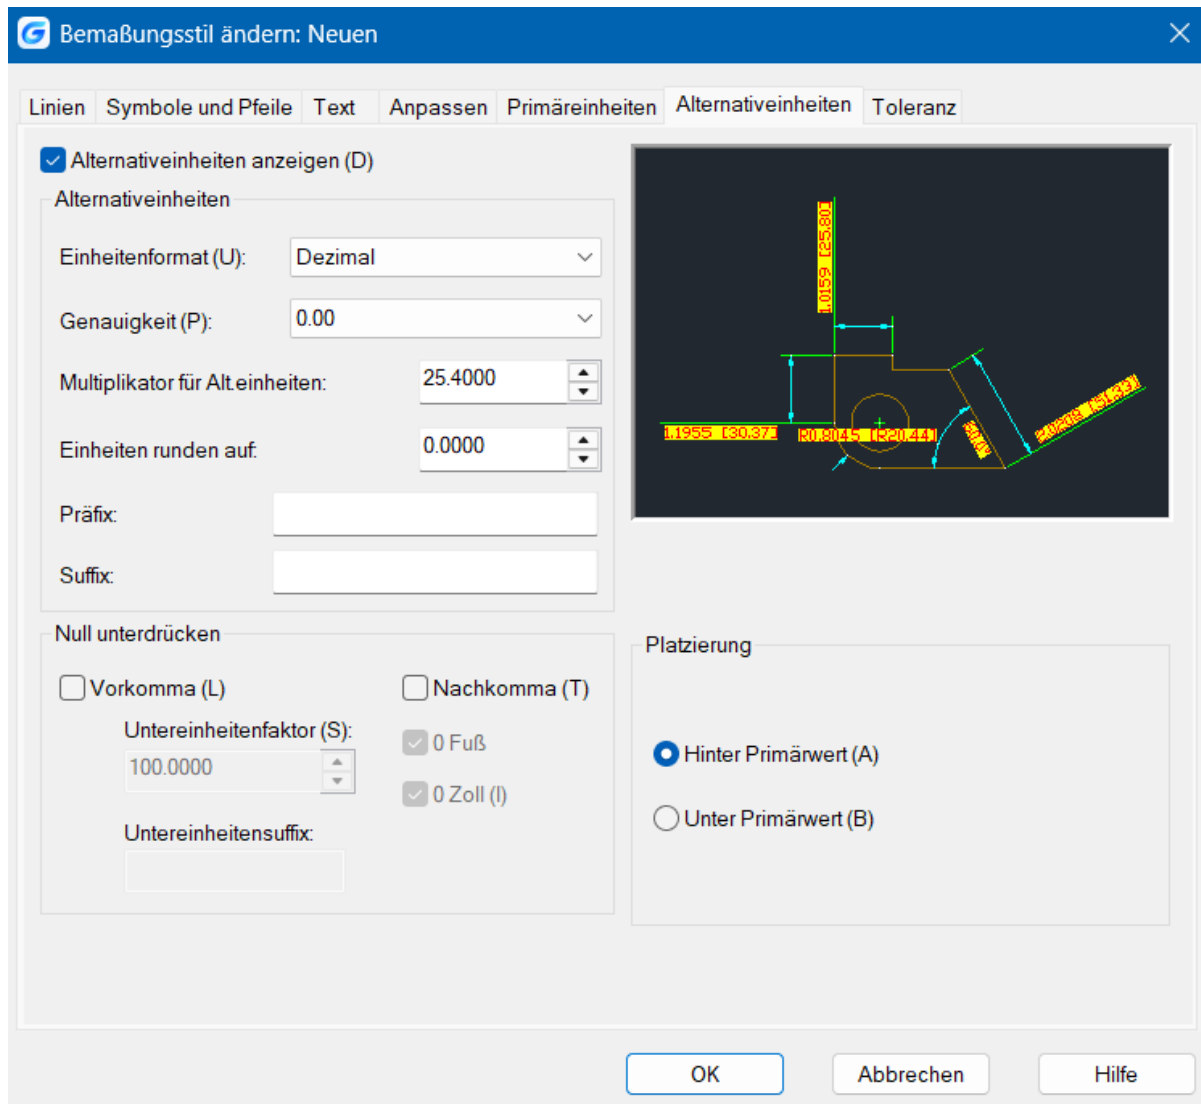 Bemaßungsstil ändern: Neuen
Linien Symbole und Pfeile Text Anpassen Primäreinheiten Alternativeinheiten Toleranz
Alternativeinheiten anzeigen (D)
Alternativeinheiten
Einheitenformat (U): Dezimal
Genauigkeit (P): 0.00
Multiplikator für Alt.einheiten: 25.4000
Einheiten runden auf: 0.0000
Präfix:
Suffix:
1.0159 [25.80]
1.1955 [30.37] R0.8045 [R20.44]
2.0208 [51.33]
Null unterdrücken
Vorkomma (L) Nachkomma (T)
Untereinheitenfaktor (S): 0 Fuß
100.0000
0 Zoll (I)
Untereinheitensuffix:
Platzierung
Hinter Primärwert (A)
Unter Primärwert (B)
OK Abbrechen Hilfe